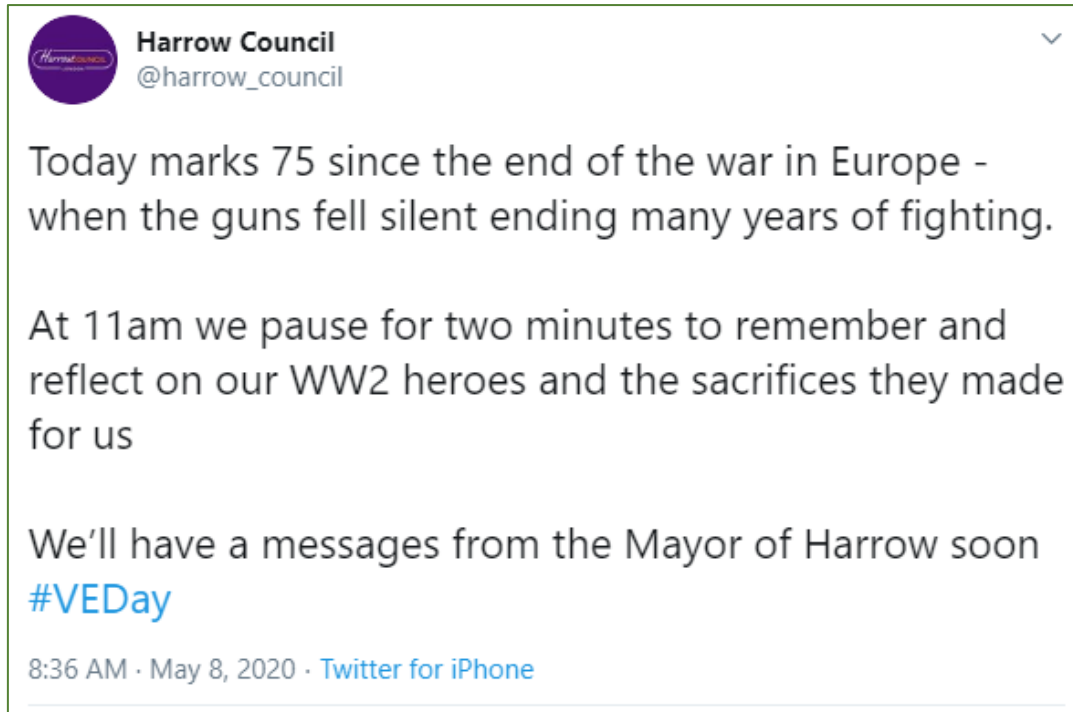 Harrow Council
@harrow_council
Today marks 75 since the end of the war in Europe -
when the guns fell silent ending many years of fighting.
At 11am we pause for two minutes to remember and
reflect on our WW2 heroes and the sacrifices they made
for us
We’ll have a messages from the Mayor of Harrow soon
#VEDay
8:36 AM · May 8, 2020 · Twitter for iPhone